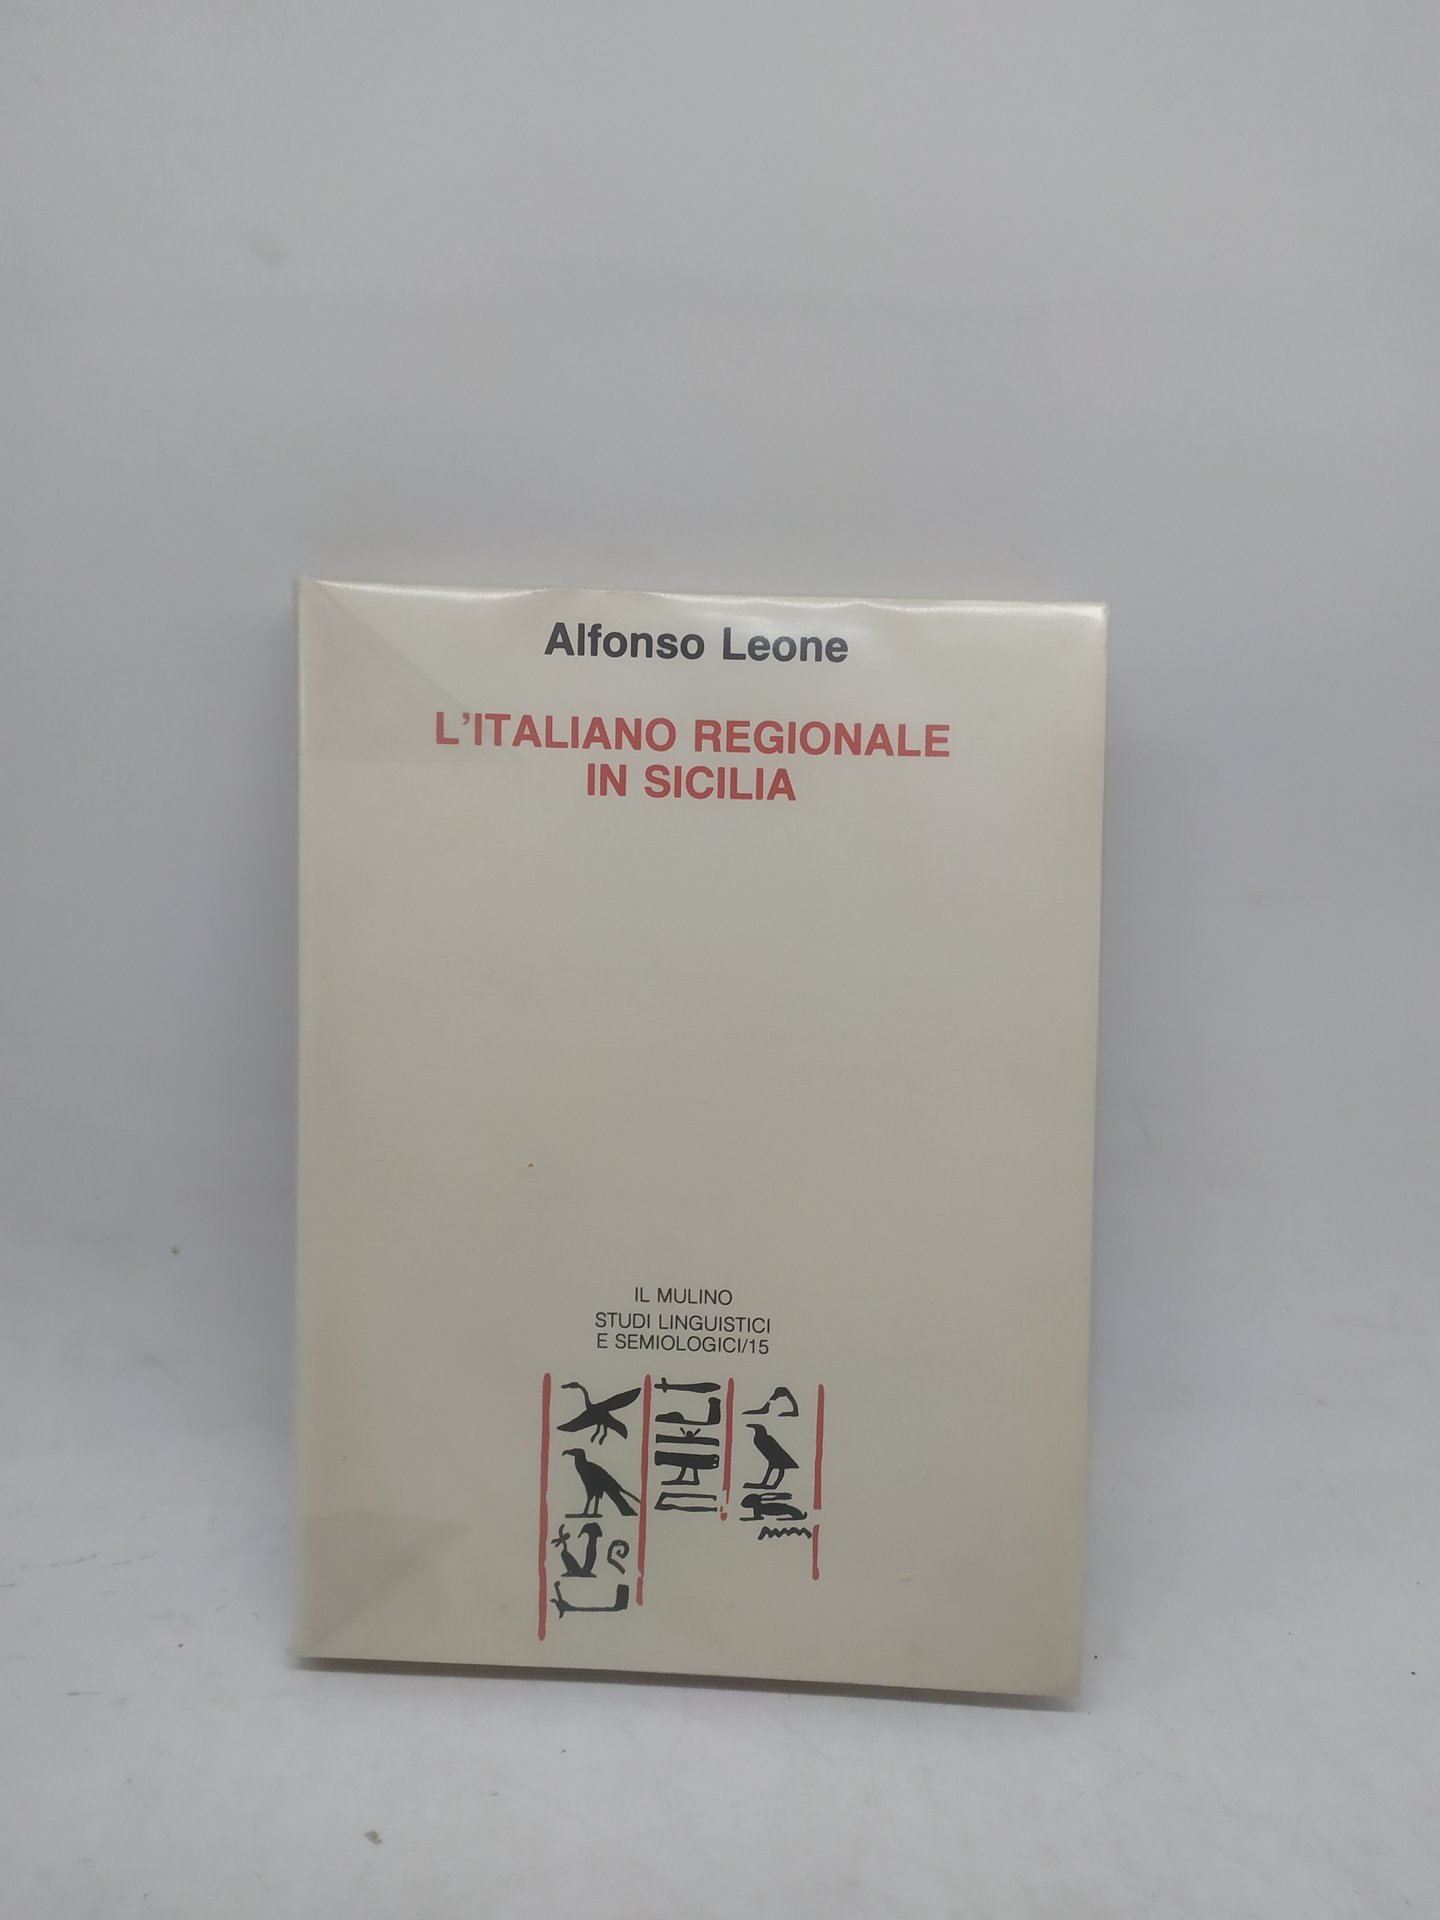 Alfonso Leone
L'ITALIANO REGIONALE
IN SICILIA
IL MULINO
STUDI LINGUISTICI
E SEMIOLOGICI/15